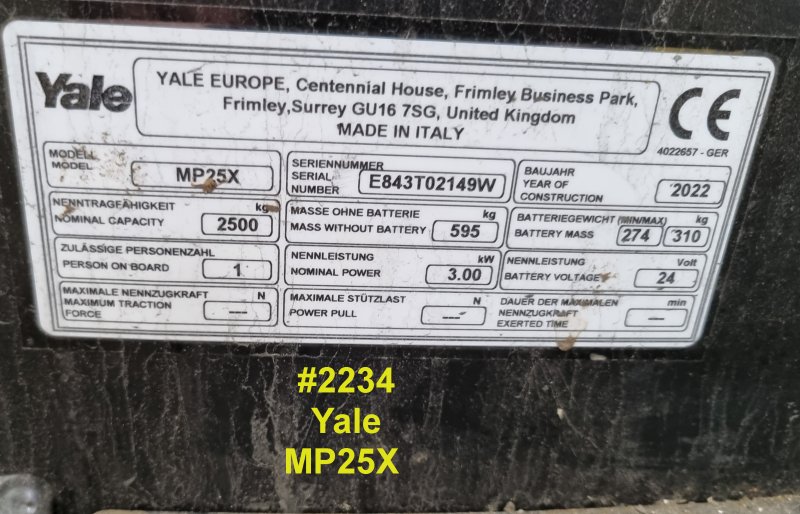 Yale
YALE EUROPE, Centennial House, Frimley Business Park,
Frimley,Surrey GU16 7SG, United Kingdom
MADE IN ITALY
CE
4022657 - GER
MODELL
MODEL
MP25X
SERIENNUMMER
SERIAL
NUMBER
E843T02149W
BAUJAHR
YEAR OF
CONSTRUCTION
2022
NENNTRAGFÄHIGKEIT
NOMINAL CAPACITY
kg
2500
MASSE OHNE BATTERIE
MASS WITHOUT BATTERY
kg
595
BATTERIEGEWICHT (MIN/MAX)
BATTERY MASS
kg
274
310
ZULÄSSIGE PERSONENZAHL
PERSON ON BOARD
1
NENNLEISTUNG
NOMINAL POWER
kW
3.00
NENNLEISTUNG
BATTERY VOLTAGE
Volt
24
MAXIMALE NENNZUGKRAFT
MAXIMUM TRACTION
FORCE
N
---
MAXIMALE STÜTZLAST
POWER PULL
N
---
DAUER DER MAXIMALEN
NENNZUGKRAFT
EXERTED TIME
min
---
#2234
Yale
MP25X